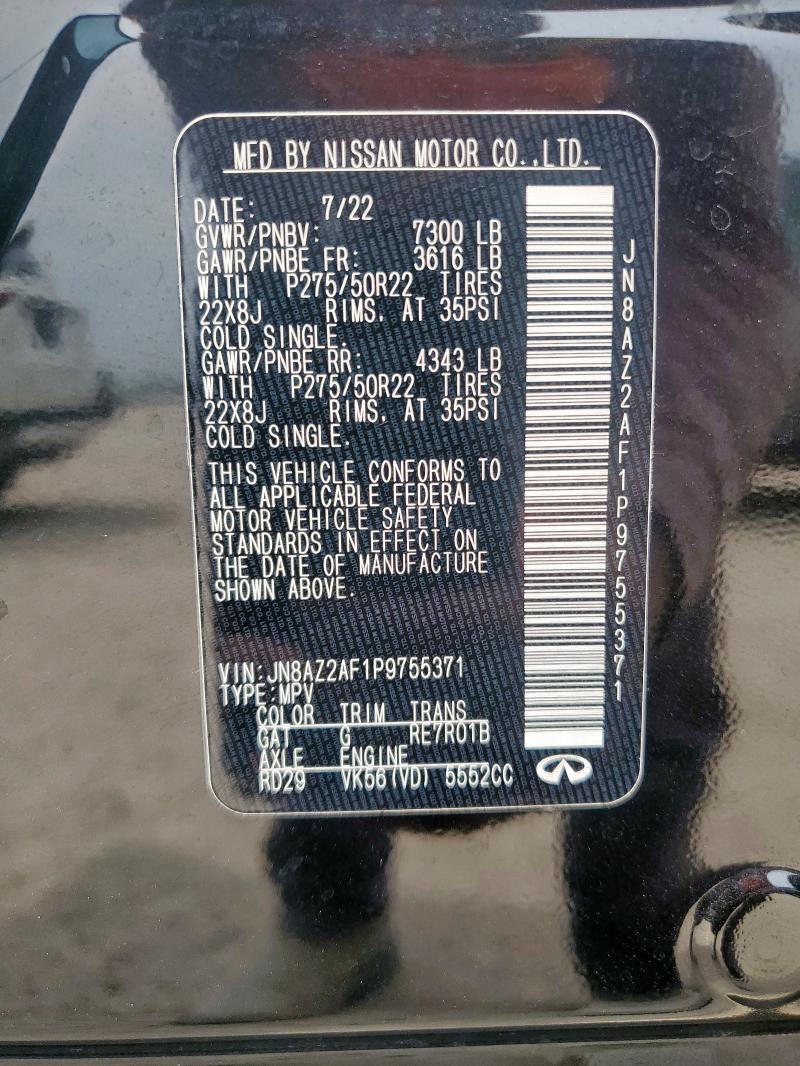 MFD BY NISSAN MOTOR CO.,LTD.
DATE: 7/22
GVWR/PNBV: 7300 LB
GAWR/PNBE FR: 3616 LB
WITH P275/50R22 TIRES
22X8J RIMS, AT 35PSI
COLD SINGLE.
GAWR/PNBE RR: 4343 LB
WITH P275/50R22 TIRES
22X8J RIMS, AT 35PSI
COLD SINGLE.
THIS VEHICLE CONFORMS TO
ALL APPLICABLE FEDERAL
MOTOR VEHICLE SAFETY
STANDARDS IN EFFECT ON
THE DATE OF MANUFACTURE
SHOWN ABOVE.
VIN:JN8AZ2AF1P9755371
TYPE:MPV
COLOR TRIM TRANS
GAT G RE7R01B
AXLE ENGINE
RD29 VK56(VD) 5552CC
JN8AZ2AF1P9755371